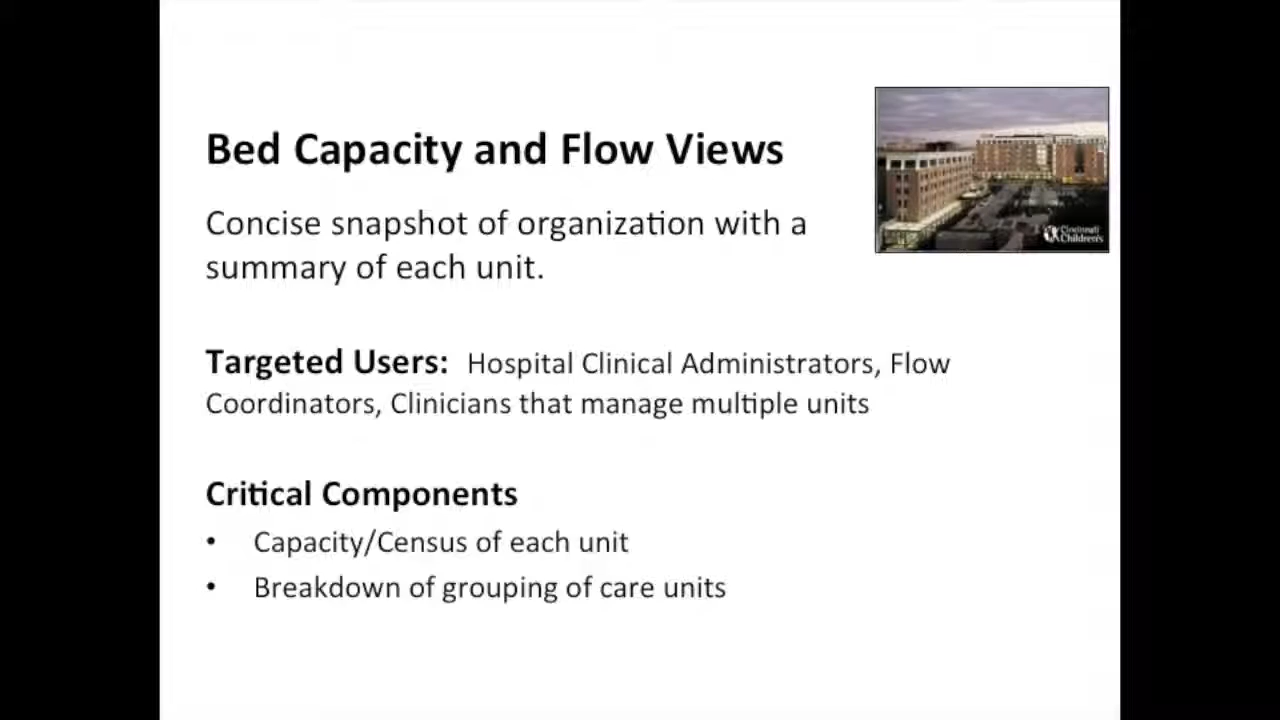 Bed Capacity and Flow Views
Cincinnati
Children's
Concise snapshot of organization with a
summary of each unit.
Targeted Users: Hospital Clinical Administrators, Flow
Coordinators, Clinicians that manage multiple units
Critical Components
• Capacity/Census of each unit
• Breakdown of grouping of care units